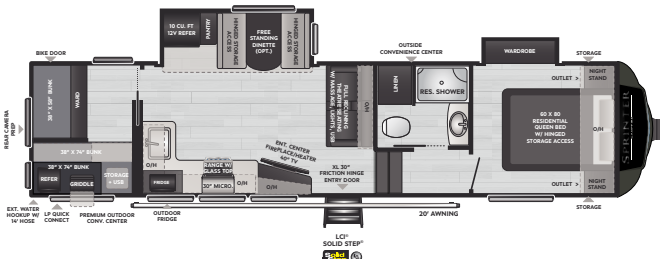 10 CU. FT
12V REFER
PANTRY
HINGED STORAGE
ACCESS
FREE
STANDING
DINETTE
(OPT.)
HINGED STORAGE
ACCESS
BIKE DOOR
OUTSIDE
CONVENIENCE CENTER
WARDROBE
STORAGE
REAR CAMERA
PREP
38" X 58" BUNK
WARD
FULL RECLINING
THEATRE SEATING
W/ MASSAGE, LIGHTS, USB
O/H
LINEN
RES. SHOWER
OUTLET >
NIGHT
STAND
60 X 80
RESIDENTIAL
QUEEN BED
W/ HINGED
STORAGE ACCESS
O/H
SPRINTER
38" X 74" BUNK
38" X 74" BUNK
REFER
GRIDDLE
STORAGE
+ USB
O/H
FRIDGE
RANGE W/
GLASS TOP
30" MICRO.
O/H
ENT. CENTER
FIREPLACE/HEATER
40" TV
O/H
XL 30"
FRICTION HINGE
ENTRY DOOR
OUTLET >
NIGHT
STAND
STORAGE
EXT. WATER
HOOKUP W/
14' HOSE
LP QUICK
CONNECT
PREMIUM OUTDOOR
CONV. CENTER
OUTDOOR
FRIDGE
20' AWNING
LCI®
SOLID STEP®
Solid